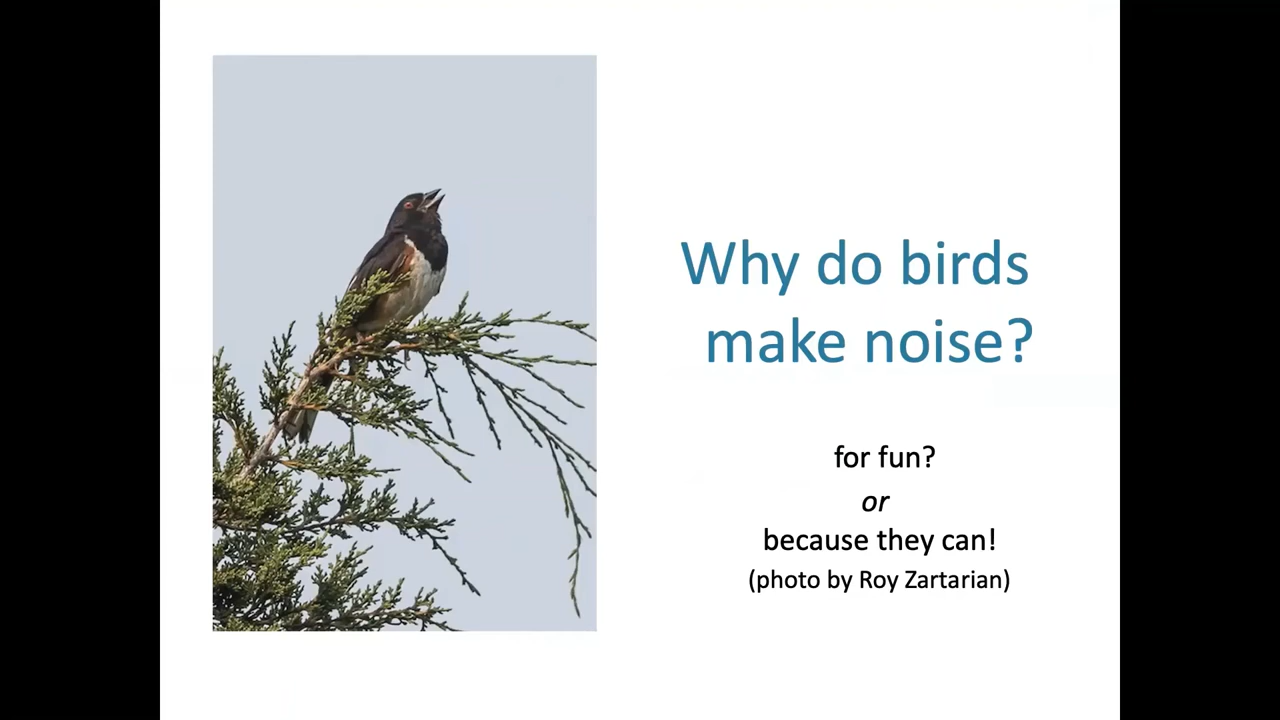 Why do birds
make noise?
for fun?
or
because they can!
(photo by Roy Zartarian)